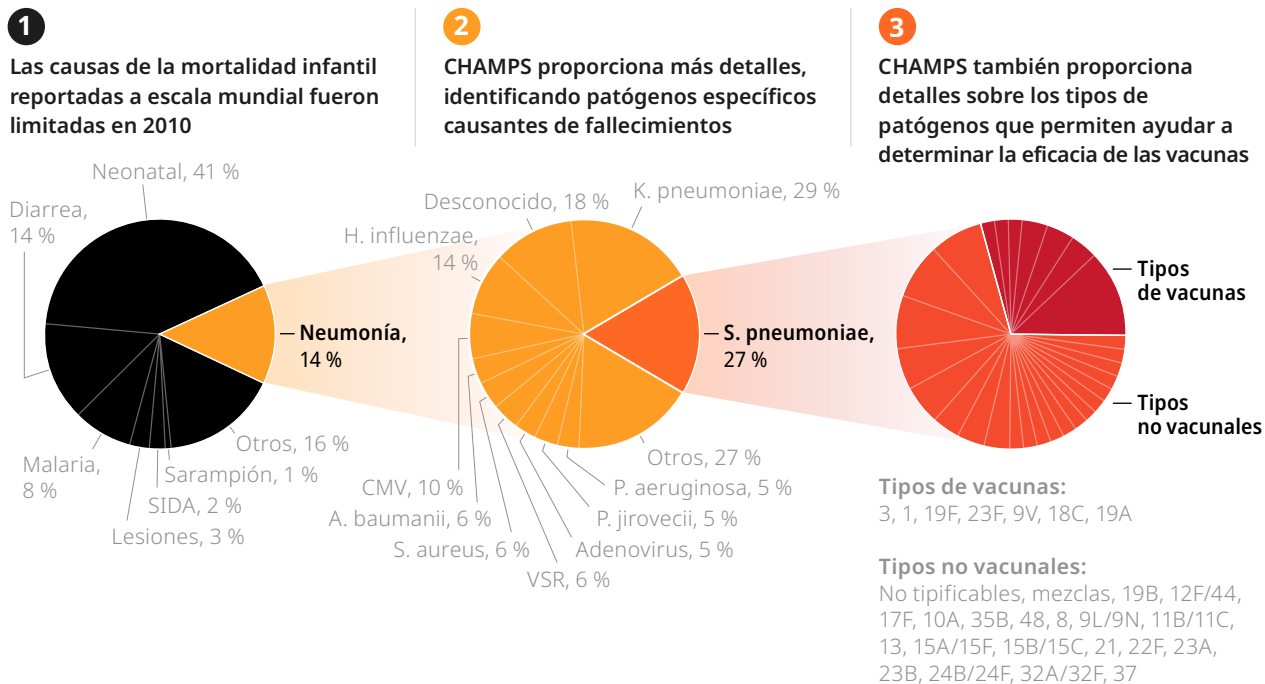 1
Las causas de la mortalidad infantil
reportadas a escala mundial fueron
limitadas en 2010
Neonatal, 41 %
Diarrea,
14 %
Neumonía,
14 %
Otros, 16 %
Sarampión, 1 %
SIDA, 2 %
Lesiones, 3 %
Malaria,
8 %
2
CHAMPS proporciona más detalles,
identificando patógenos específicos
causantes de fallecimientos
K. pneumoniae, 29 %
Desconocido, 18 %
H. influenzae,
14 %
S. pneumoniae,
27 %
Otros, 27 %
P. aeruginosa, 5 %
P. jirovecii, 5 %
Adenovirus, 5 %
VSR, 6 %
S. aureus, 6 %
A. baumanii, 6 %
CMV, 10 %
3
CHAMPS también proporciona
detalles sobre los tipos de
patógenos que permiten ayudar a
determinar la eficacia de las vacunas
Tipos
de vacunas
Tipos
no vacunales
Tipos de vacunas:
3, 1, 19F, 23F, 9V, 18C, 19A
Tipos no vacunales:
No tipificables, mezclas, 19B, 12F/44,
17F, 10A, 35B, 48, 8, 9L/9N, 11B/11C,
13, 15A/15F, 15B/15C, 21, 22F, 23A,
23B, 24B/24F, 32A/32F, 37